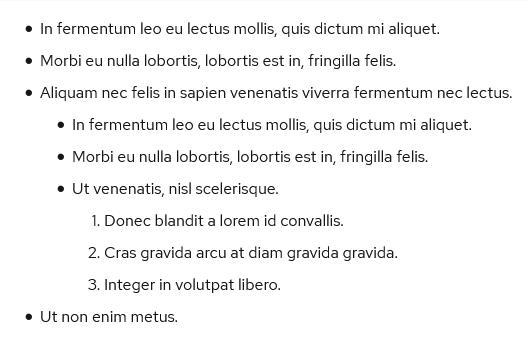 • In fermentum leo eu lectus mollis, quis dictum mi aliquet.
• Morbi eu nulla lobortis, lobortis est in, fringilla felis.
• Aliquam nec felis in sapien venenatis viverra fermentum nec lectus.
• In fermentum leo eu lectus mollis, quis dictum mi aliquet.
• Morbi eu nulla lobortis, lobortis est in, fringilla felis.
• Ut venenatis, nisl scelerisque.
1. Donec blandit a lorem id convallis.
2. Cras gravida arcu at diam gravida gravida.
3. Integer in volutpat libero.
• Ut non enim metus.